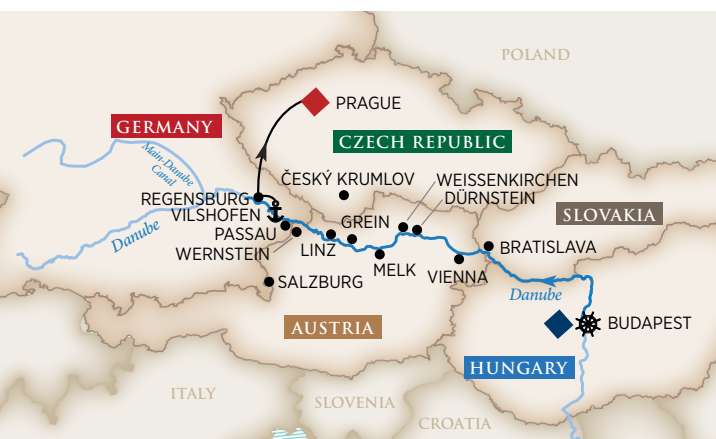 POLAND
PRAGUE
GERMANY
CZECH REPUBLIC
Main-Danube
Canal
ČESKÝ KRUMLOV
WEISSENKIRCHEN
DÜRNSTEIN
REGENSBURG
VILSHOFEN
PASSAU
WERNSTEIN
Danube
GREIN
LINZ
MELK
VIENNA
BRATISLAVA
SLOVAKIA
SALZBURG
Danube
AUSTRIA
BUDAPEST
HUNGARY
ITALY
SLOVENIA
CROATIA